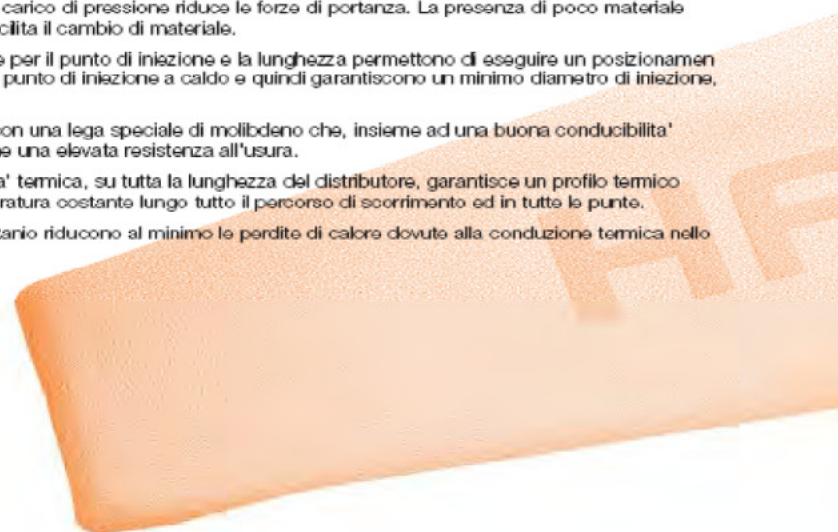 carico di pressione riduce le forze di portanza. La presenza di poco materiale
cilita il cambio di materiale.
e per il punto di iniezione e la lunghezza permettono di eseguire un posizionamen
punto di iniezione a caldo e quindi garantiscono un minimo diametro di iniezione,
on una lega speciale di molibdeno che, insieme ad una buona conducibilita'
e una elevata resistenza all'usura.
a' termica, su tutta la lunghezza del distributore, garantisce un profilo termico
ratura costante lungo tutto il percorso di scorrimento ed in tutte le punte.
tanio riducono al minimo le perdite di calore dovute alla conduzione termica nello